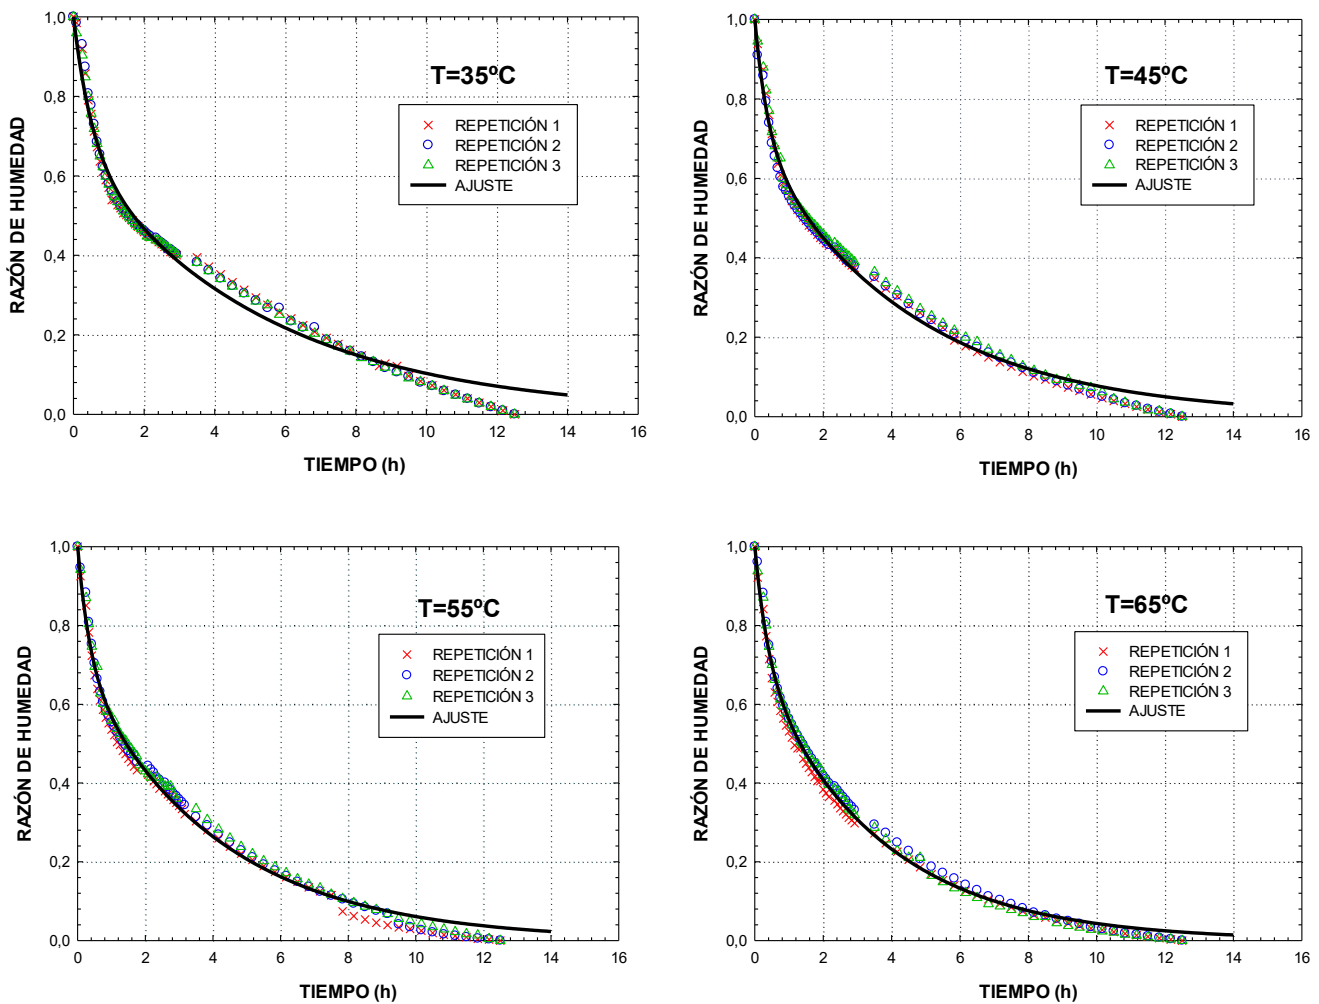 T=35ºC
RAZÓN DE HUMEDAD
1,0
0,8
0,6
0,4
0,2
0,0
REPETICIÓN 1
REPETICIÓN 2
REPETICIÓN 3
AJUSTE
0 2 4 6 8 10 12 14 16
TIEMPO (h)
T=45ºC
RAZÓN DE HUMEDAD
1,0
0,8
0,6
0,4
0,2
0,0
REPETICIÓN 1
REPETICIÓN 2
REPETICIÓN 3
AJUSTE
0 2 4 6 8 10 12 14 16
TIEMPO (h)
T=55ºC
RAZÓN DE HUMEDAD
1,0
0,8
0,6
0,4
0,2
0,0
REPETICIÓN 1
REPETICIÓN 2
REPETICIÓN 3
AJUSTE
0 2 4 6 8 10 12 14 16
TIEMPO (h)
T=65ºC
RAZÓN DE HUMEDAD
1,0
0,8
0,6
0,4
0,2
0,0
REPETICIÓN 1
REPETICIÓN 2
REPETICIÓN 3
AJUSTE
0 2 4 6 8 10 12 14 16
TIEMPO (h)